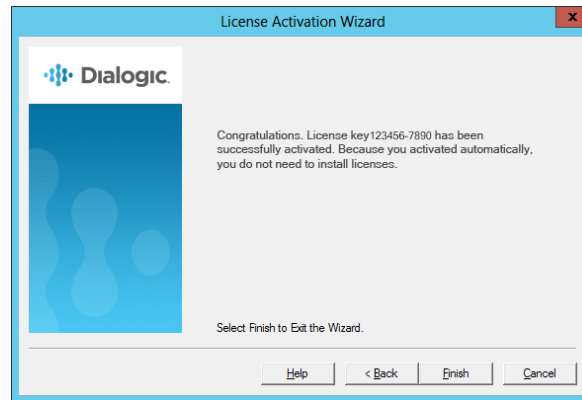 License Activation Wizard
x
Dialogic.
Congratulations. License key123456-7890 has been
successfully activated. Because you activated automatically,
you do not need to install licenses.
Select Finish to Exit the Wizard.
Help
< Back
Finish
Cancel